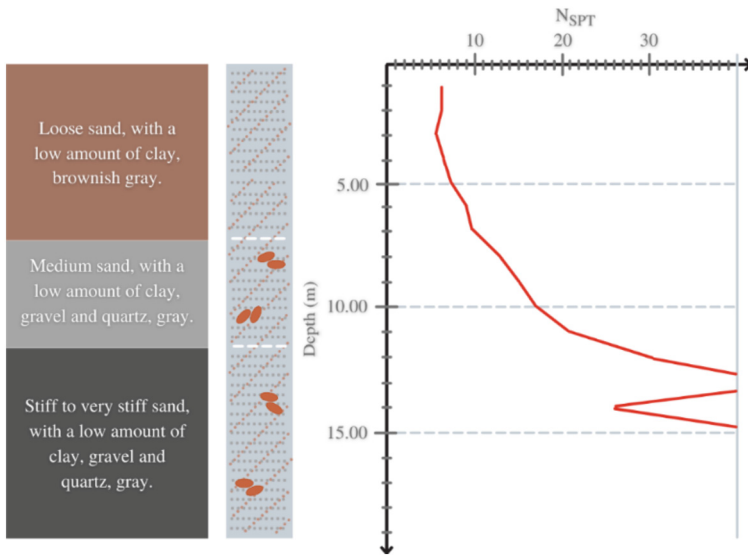 N_SPT
10 20 30
Loose sand, with a
low amount of clay,
brownish gray.
5.00
Medium sand, with a
low amount of clay,
gravel and quartz, gray.
10.00
Depth (m)
Stiff to very stiff sand,
with a low amount of
clay, gravel and
quartz, gray.
15.00